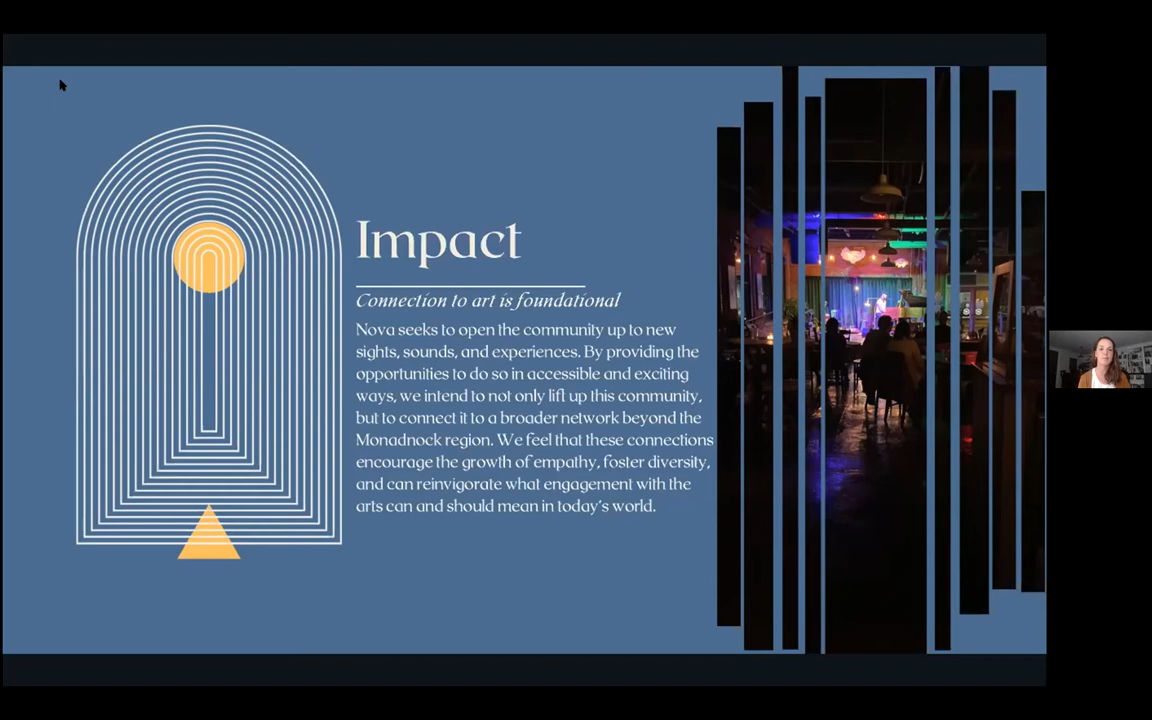 Impact
Connection to art is foundational
Nova seeks to open the community up to new
sights, sounds, and experiences. By providing the
opportunities to do so in accessible and exciting
ways, we intend to not only lift up this community,
but to connect it to a broader network beyond the
Monadnock region. We feel that these connections
encourage the growth of empathy, foster diversity,
and can reinvigorate what engagement with the
arts can and should mean in today's world.